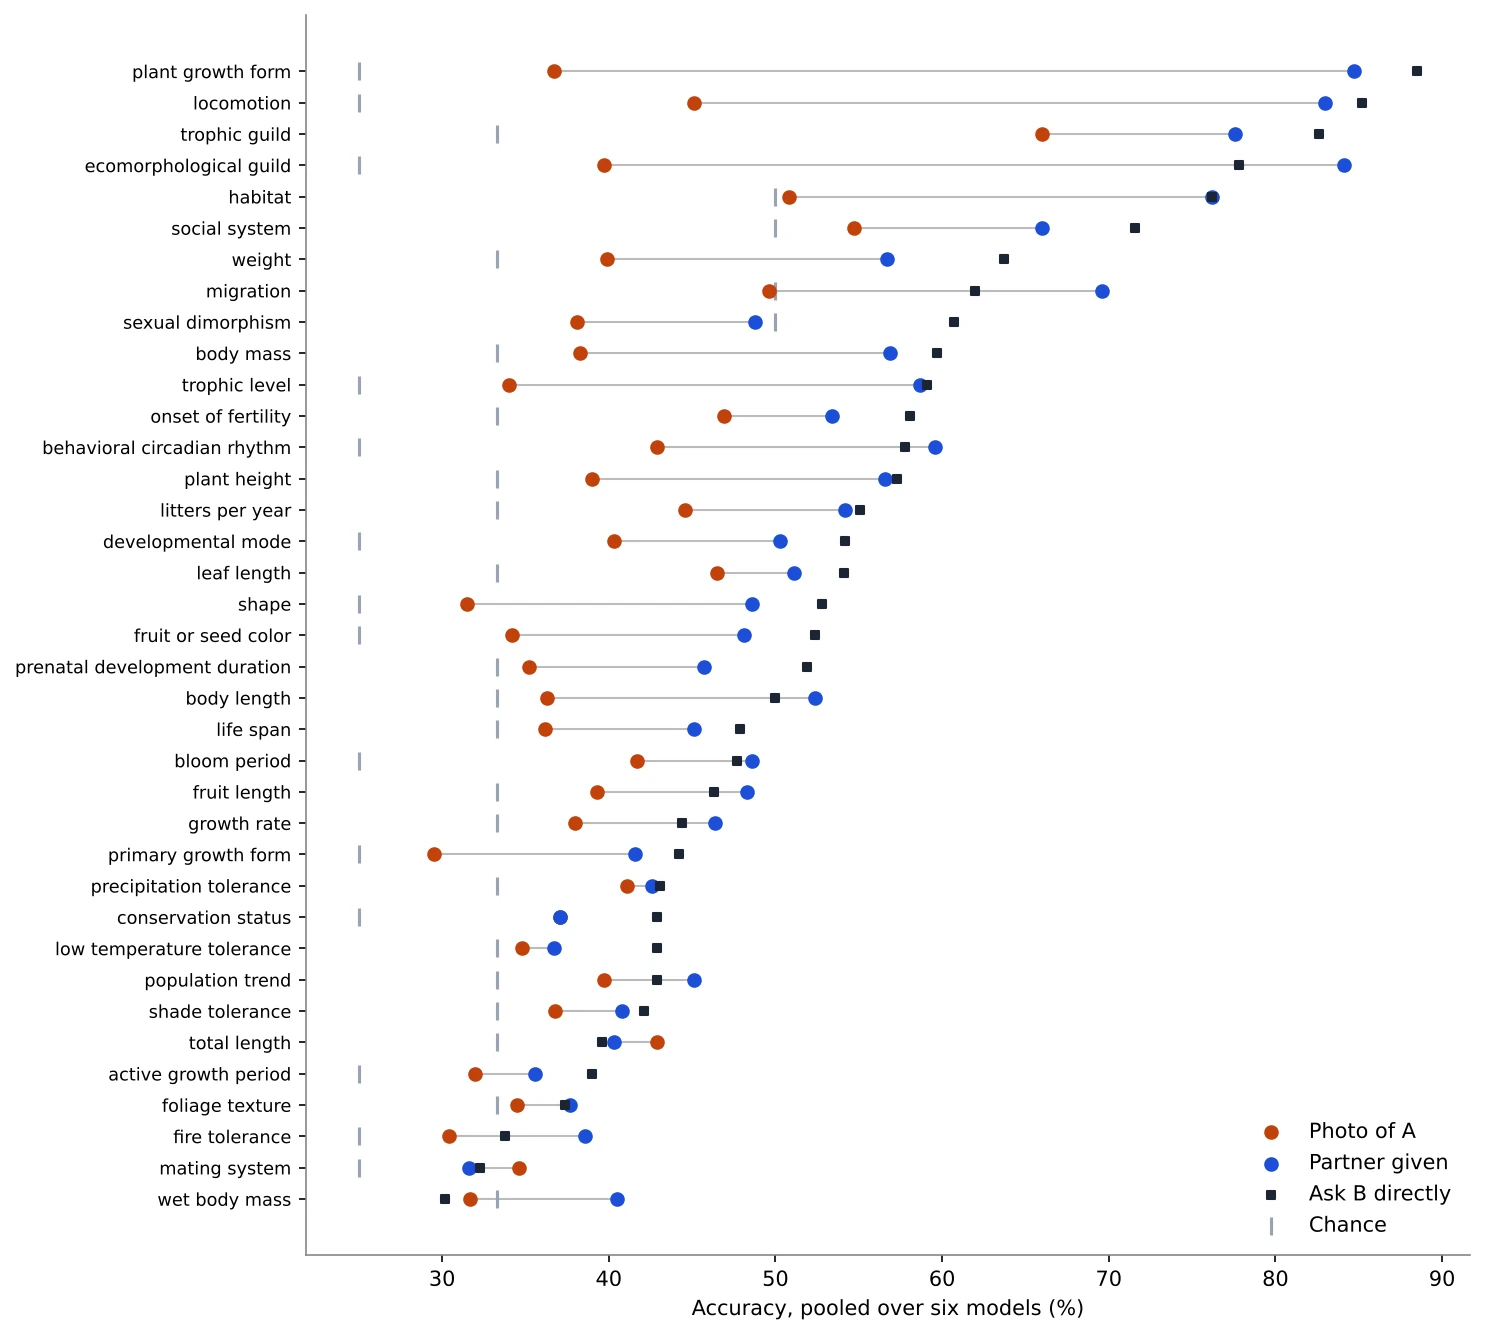 plant growth form
locomotion
trophic guild
ecomorphological guild
habitat
social system
weight
migration
sexual dimorphism
body mass
trophic level
onset of fertility
behavioral circadian rhythm
plant height
litters per year
developmental mode
leaf length
shape
fruit or seed color
prenatal development duration
body length
life span
bloom period
fruit length
growth rate
primary growth form
precipitation tolerance
conservation status
low temperature tolerance
population trend
shade tolerance
total length
active growth period
foliage texture
fire tolerance
mating system
wet body mass
Photo of A
Partner given
Ask B directly
Chance
30 40 50 60 70 80 90
Accuracy, pooled over six models (%)